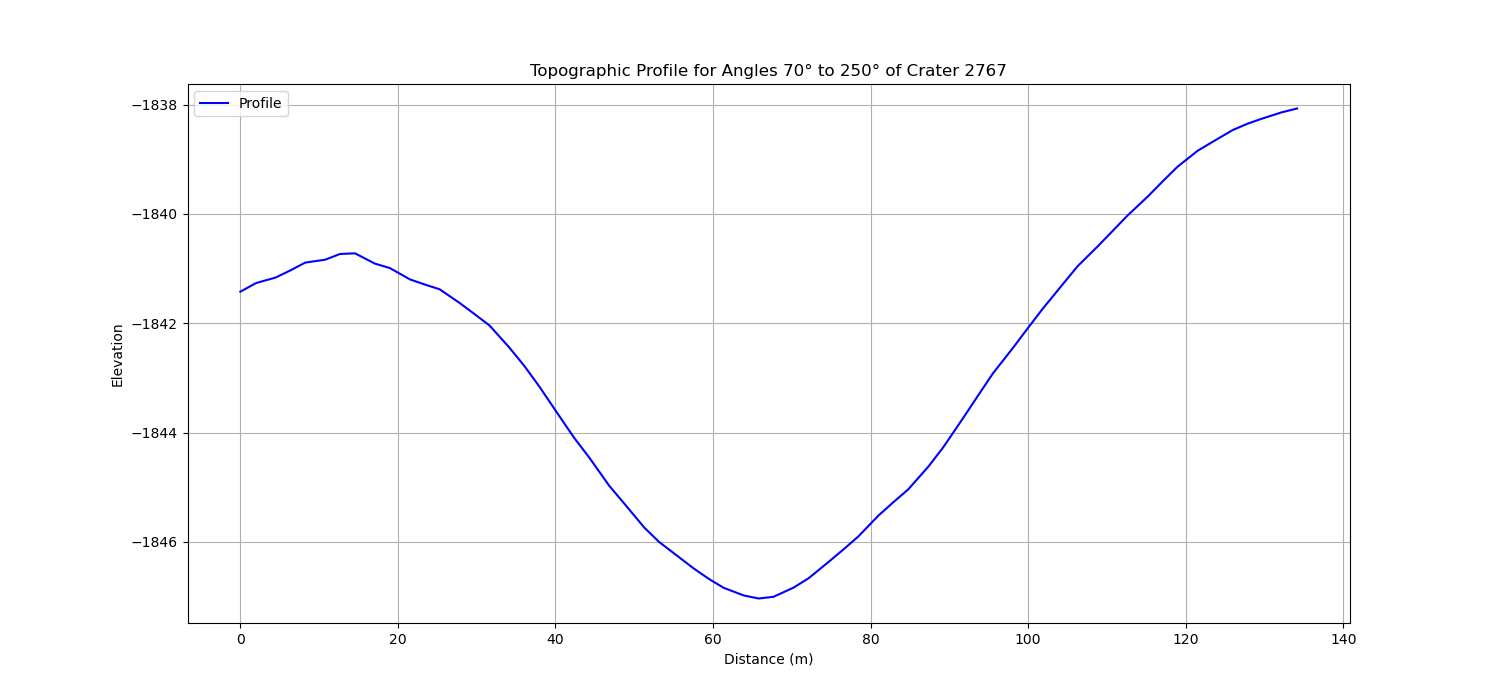 Topographic Profile for Angles 70° to 250° of Crater 2767
Profile
−1838
−1840
−1842
−1844
−1846
Elevation
0 20 40 60 80 100 120 140
Distance (m)